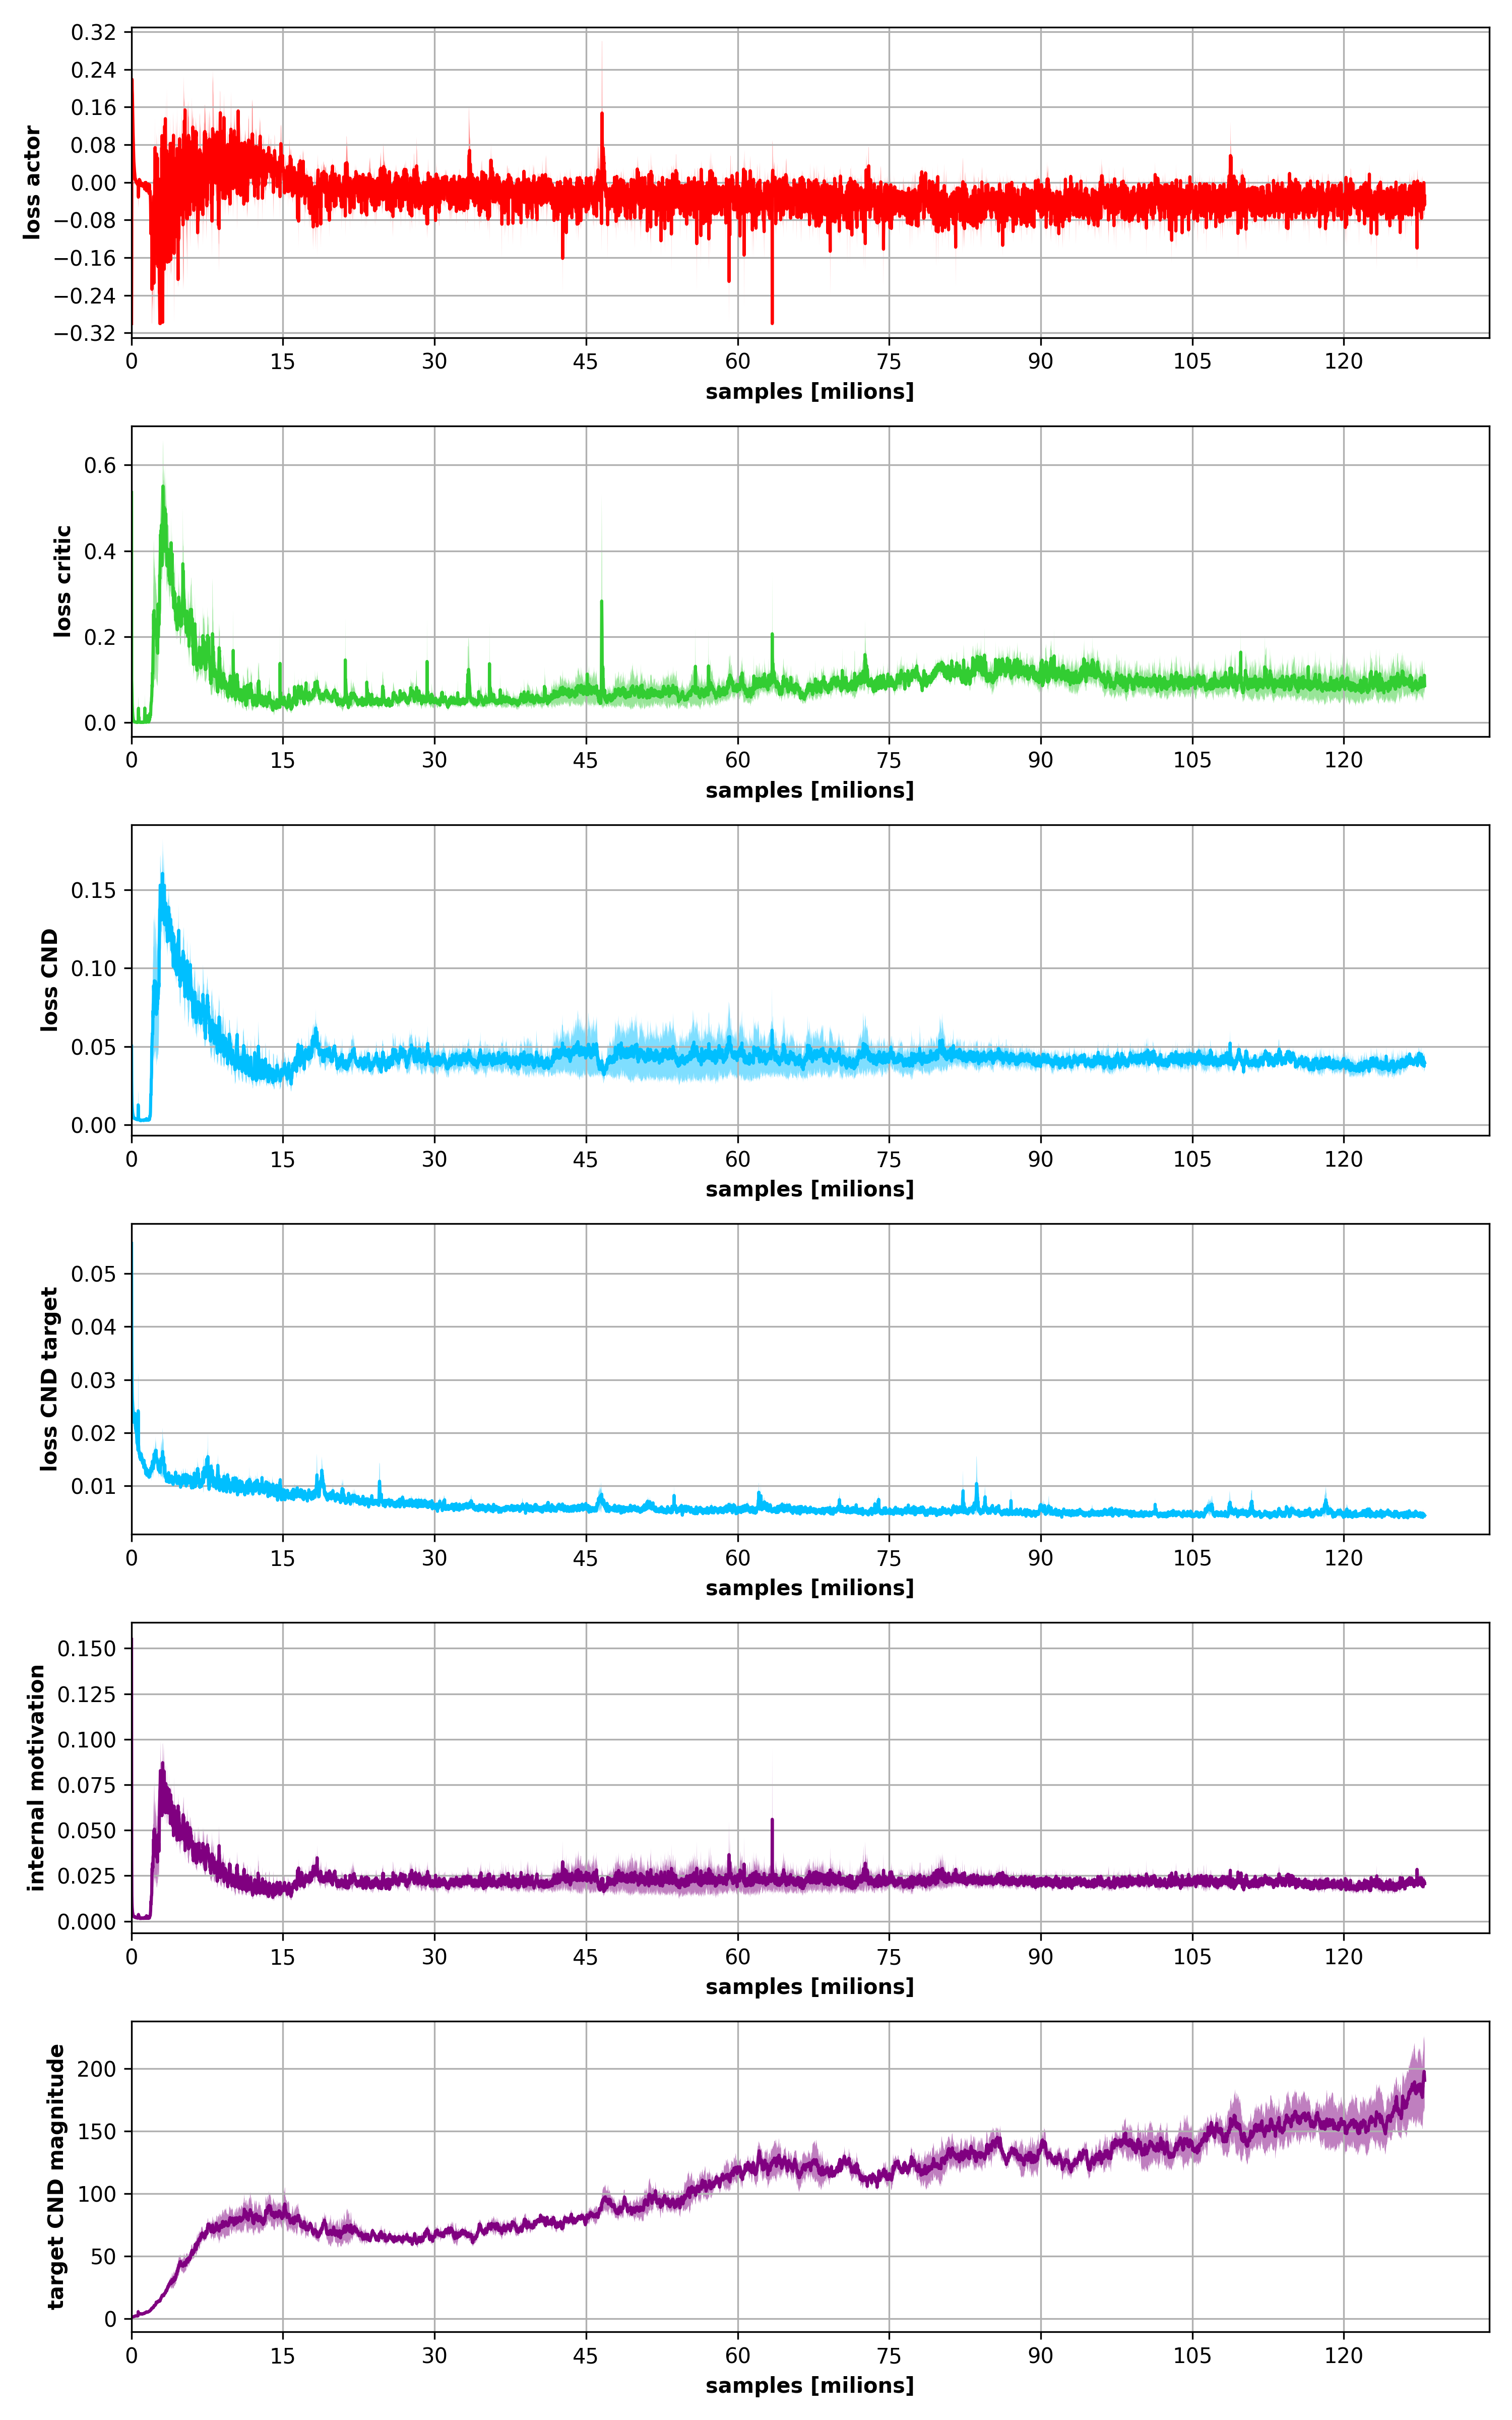 0.32
0.24
0.16
0.08
0.00
−0.08
−0.16
−0.24
−0.32
loss actor
0 15 30 45 60 75 90 105 120
samples [milions]
0.6
0.4
0.2
0.0
loss critic
0 15 30 45 60 75 90 105 120
samples [milions]
0.15
0.10
0.05
0.00
loss CND
0 15 30 45 60 75 90 105 120
samples [milions]
0.05
0.04
0.03
0.02
0.01
loss CND target
0 15 30 45 60 75 90 105 120
samples [milions]
0.150
0.125
0.100
0.075
0.050
0.025
0.000
internal motivation
0 15 30 45 60 75 90 105 120
samples [milions]
200
150
100
50
0
target CND magnitude
0 15 30 45 60 75 90 105 120
samples [milions]